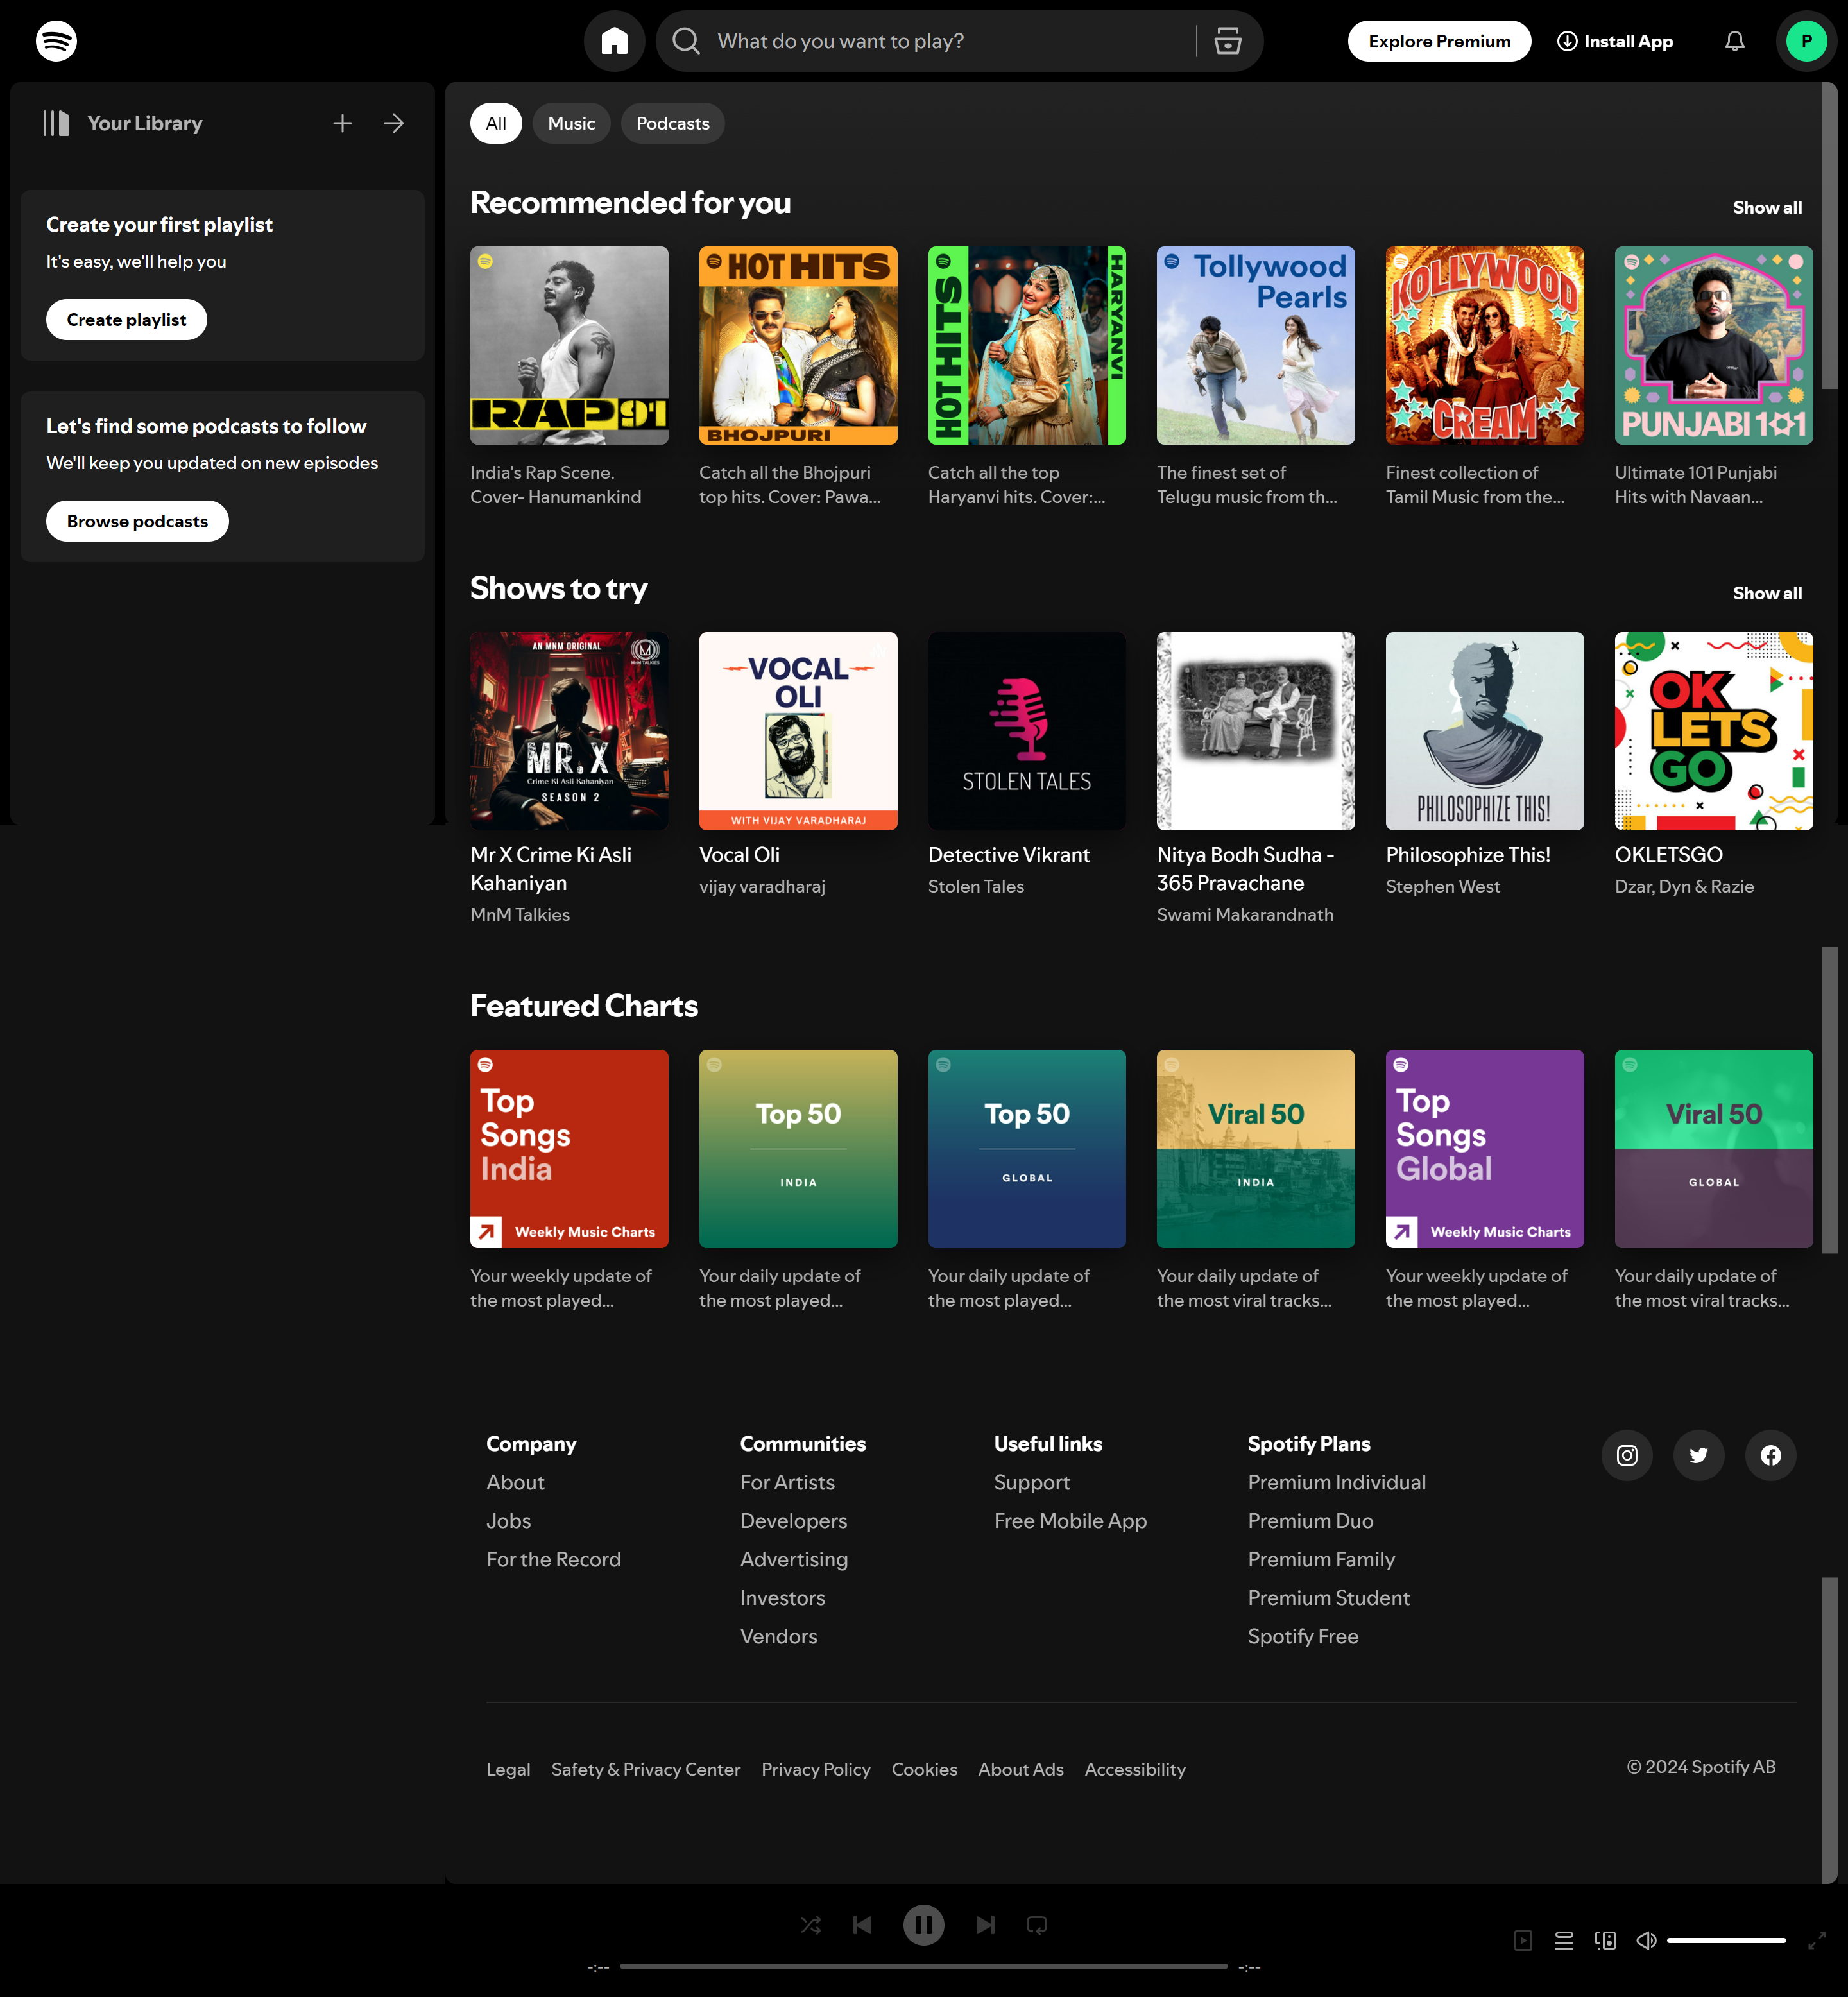 What do you want to play?
Explore Premium
Install App
P
Your Library
Create your first playlist
It's easy, we'll help you
Create playlist
Let's find some podcasts to follow
We'll keep you updated on new episodes
Browse podcasts
All
Music
Podcasts
Recommended for you
Show all
RAP 91
India's Rap Scene.
Cover- Hanumankind
HOT HITS
BHOJPURI
Catch all the Bhojpuri
top hits. Cover: Pawa...
HOT HITS
HARYANVI
Catch all the top
Haryanvi hits. Cover:...
Tollywood
Pearls
The finest set of
Telugu music from th...
KOLLYWOOD
CREAM
Finest collection of
Tamil Music from the...
PUNJABI 101
Ultimate 101 Punjabi
Hits with Navaan...
Shows to try
Show all
AN MNM ORIGINAL
MnM TALKIES
MR. X
Crime Ki Asli Kahaniyan
SEASON 2
Mr X Crime Ki Asli
Kahaniyan
MnM Talkies
VOCAL
OLI
WITH VIJAY VARADHARAJ
Vocal Oli
vijay varadharaj
STOLEN TALES
Detective Vikrant
Stolen Tales
Nitya Bodh Sudha -
365 Pravachane
Swami Makarandnath
PHILOSOPHIZE THIS!
Philosophize This!
Stephen West
OK
LETS
GO
OKLETSGO
Dzar, Dyn & Razie
Featured Charts
Top
Songs
India
Weekly Music Charts
Your weekly update of
the most played...
Top 50
INDIA
Your daily update of
the most played...
Top 50
GLOBAL
Your daily update of
the most played...
Viral 50
INDIA
Your daily update of
the most viral tracks...
Top
Songs
Global
Weekly Music Charts
Your weekly update of
the most played...
Viral 50
GLOBAL
Your daily update of
the most viral tracks...
Company
About
Jobs
For the Record
Communities
For Artists
Developers
Advertising
Investors
Vendors
Useful links
Support
Free Mobile App
Spotify Plans
Premium Individual
Premium Duo
Premium Family
Premium Student
Spotify Free
Legal
Safety & Privacy Center
Privacy Policy
Cookies
About Ads
Accessibility
© 2024 Spotify AB
-:--
-:--